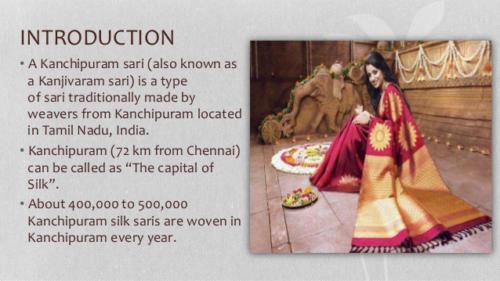 INTRODUCTION
• A Kanchipuram sari (also known as
a Kanjivaram sari) is a type
of sari traditionally made by
weavers from Kanchipuram located
in Tamil Nadu, India.
• Kanchipuram (72 km from Chennai)
can be called as “The capital of
Silk”.
• About 400,000 to 500,000
Kanchipuram silk saris are woven in
Kanchipuram every year.